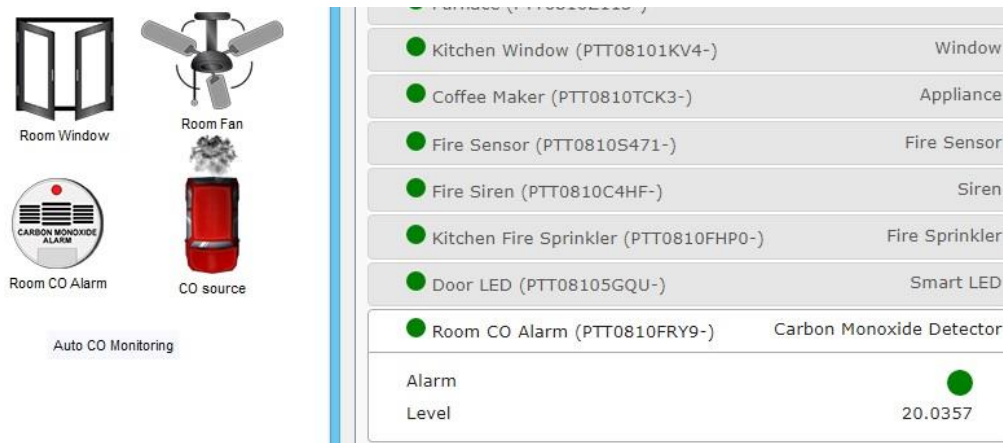 Room Window
Room Fan
CARBON MONOXIDE
ALARM
Room CO Alarm
CO source
Auto CO Monitoring
Kitchen Window (PTT08101KV4-) Window
Coffee Maker (PTT0810TCK3-) Appliance
Fire Sensor (PTT0810S471-) Fire Sensor
Fire Siren (PTT0810C4HF-) Siren
Kitchen Fire Sprinkler (PTT0810FHP0-) Fire Sprinkler
Door LED (PTT08105GQU-) Smart LED
Room CO Alarm (PTT0810FRY9-) Carbon Monoxide Detector
Alarm
Level 20.0357